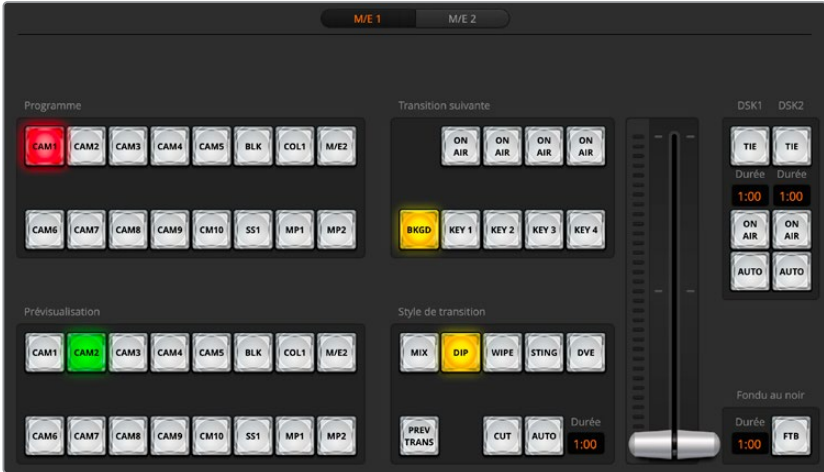 M/E 1 M/E 2
Programme
CAM1 CAM2 CAM3 CAM4 CAM5 BLK COL1 M/E2
CAM6 CAM7 CAM8 CAM9 CM10 SS1 MP1 MP2
Transition suivante
ON AIR ON AIR ON AIR ON AIR
BKGD KEY 1 KEY 2 KEY 3 KEY 4
DSK1 DSK2
TIE TIE
Durée Durée
1:00 1:00
ON AIR ON AIR
AUTO AUTO
Prévisualisation
CAM1 CAM2 CAM3 CAM4 CAM5 BLK COL1 M/E2
CAM6 CAM7 CAM8 CAM9 CM10 SS1 MP1 MP2
Style de transition
MIX DIP WIPE STING DVE
PREV TRANS CUT AUTO
Durée
1:00
Fondu au noir
Durée
1:00
FTB